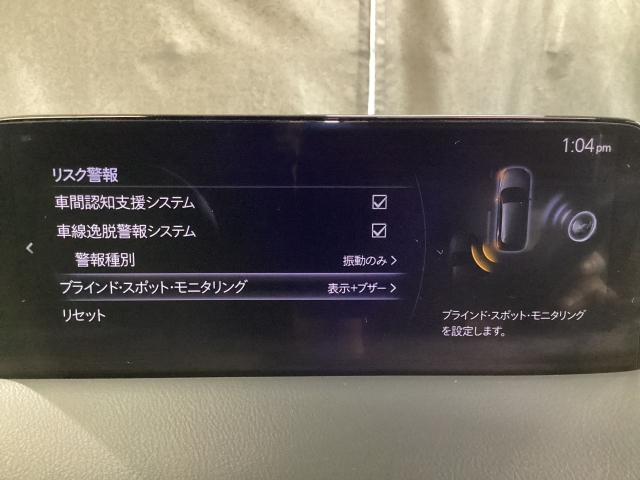 1:04pm
リスク警報
車間認知支援システム
車線逸脱警報システム
警報種別 振動のみ
ブラインド・スポット・モニタリング 表示+ブザー
リセット
ブラインド・スポット・モニタリング
を設定します。